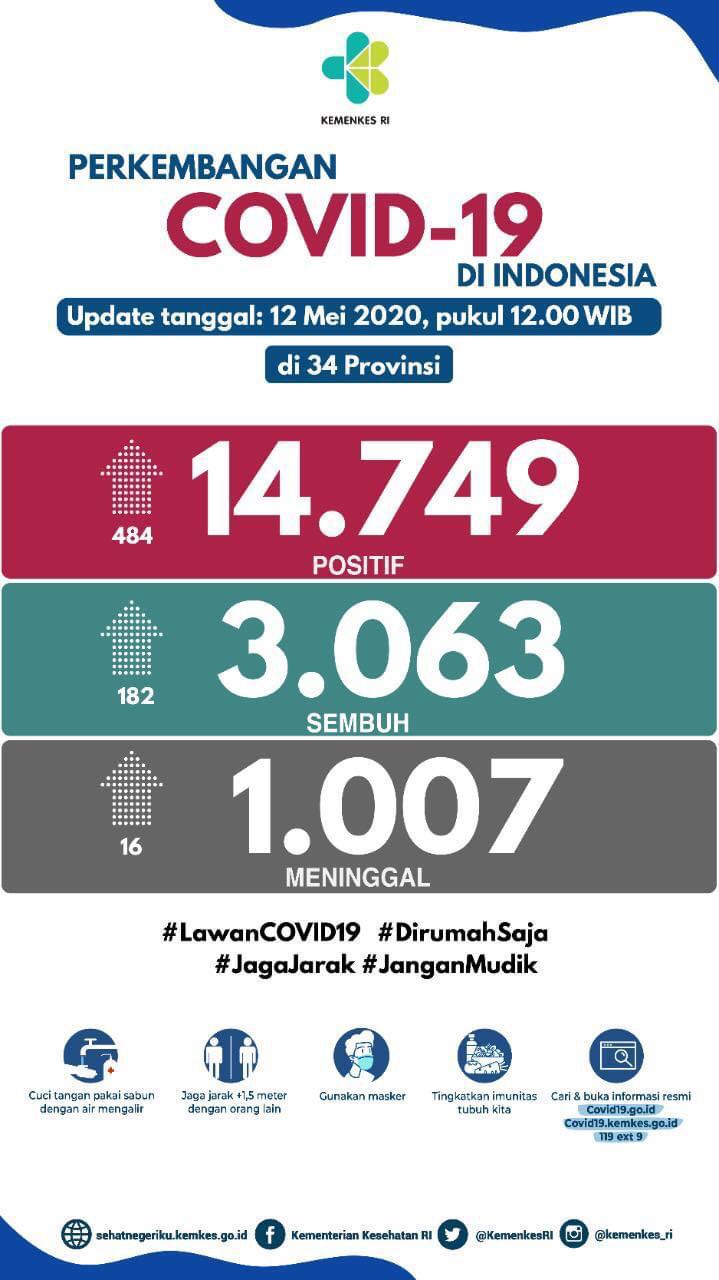 KEMENKES RI
PERKEMBANGAN
COVID-19
DI INDONESIA
Update tanggal: 12 Mei 2020, pukul 12.00 WIB
di 34 Provinsi
484
14.749
POSITIF
182
3.063
SEMBUH
16
1.007
MENINGGAL
#LawanCOVID19 #DirumahSaja
#JagaJarak #JanganMudik
Cuci tangan pakai sabun
dengan air mengalir
Jaga jarak +1,5 meter
dengan orang lain
Gunakan masker
Tingkatkan imunitas
tubuh kita
Cari & buka informasi resmi
Covid19.go.id
Covid19.kemkes.go.id
119 ext 9
sehatnegeriku.kemkes.go.id Kementerian Kesehatan RI @KemenkesRI @kemenkes_ri